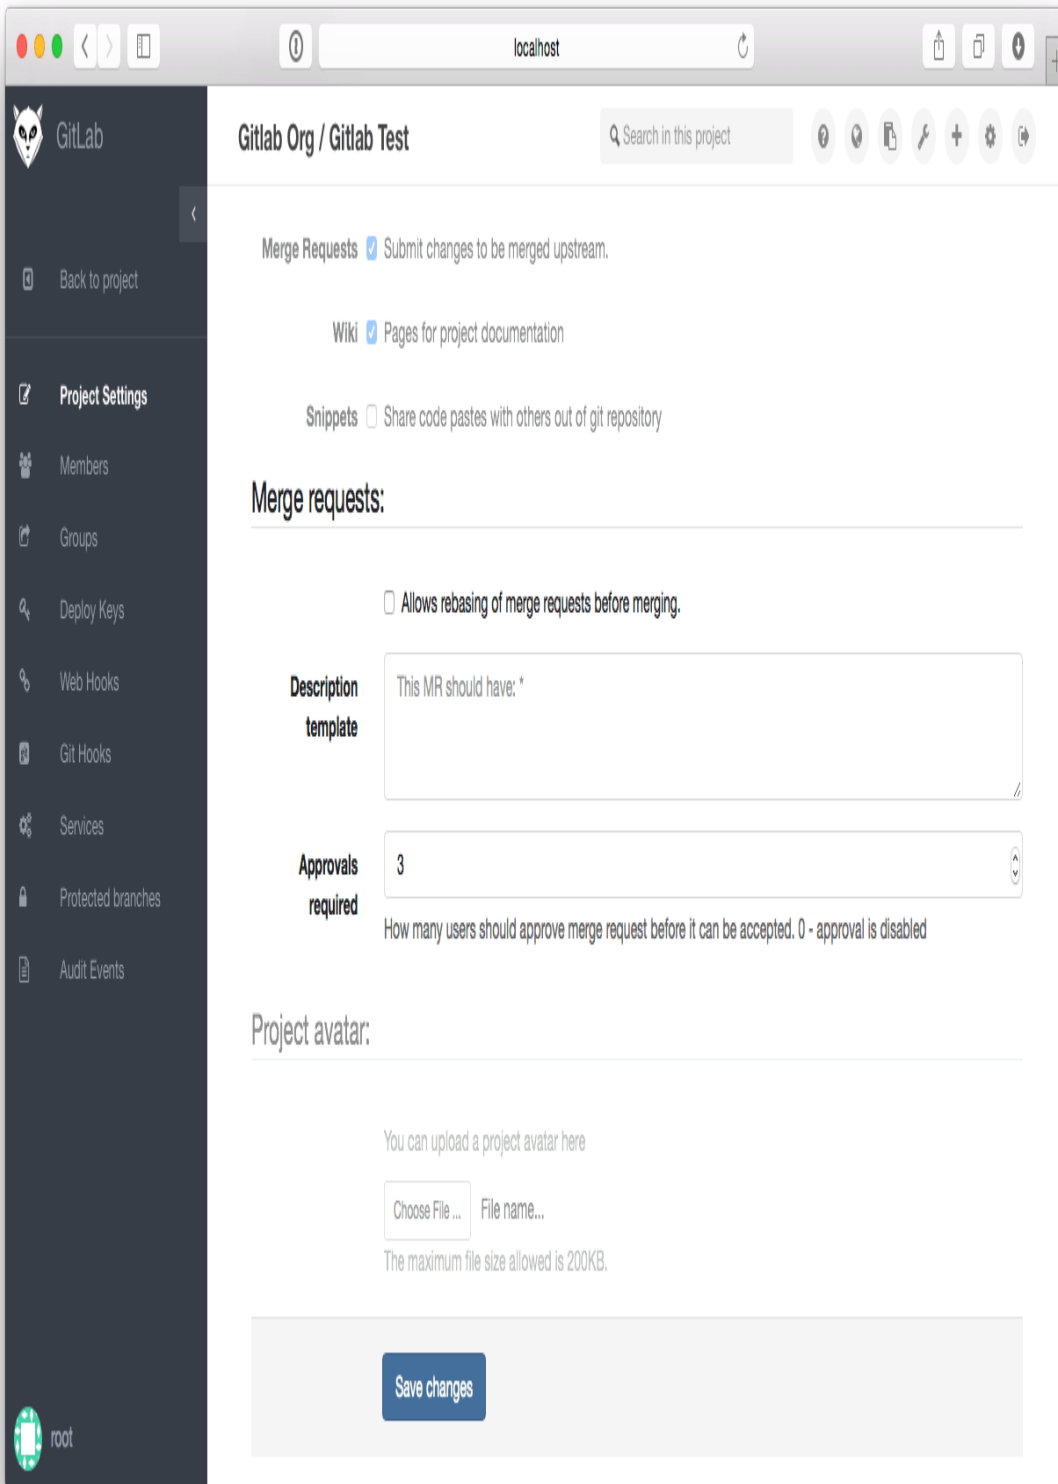 localhost
GitLab
Gitlab Org / Gitlab Test
Search in this project
Back to project
Project Settings
Members
Groups
Deploy Keys
Web Hooks
Git Hooks
Services
Protected branches
Audit Events
root
Merge Requests Submit changes to be merged upstream.
Wiki Pages for project documentation
Snippets Share code pastes with others out of git repository
Merge requests:
Allows rebasing of merge requests before merging.
Description
template
This MR should have: *
Approvals
required
3
How many users should approve merge request before it can be accepted. 0 - approval is disabled
Project avatar:
You can upload a project avatar here
Choose File ... File name...
The maximum file size allowed is 200KB.
Save changes